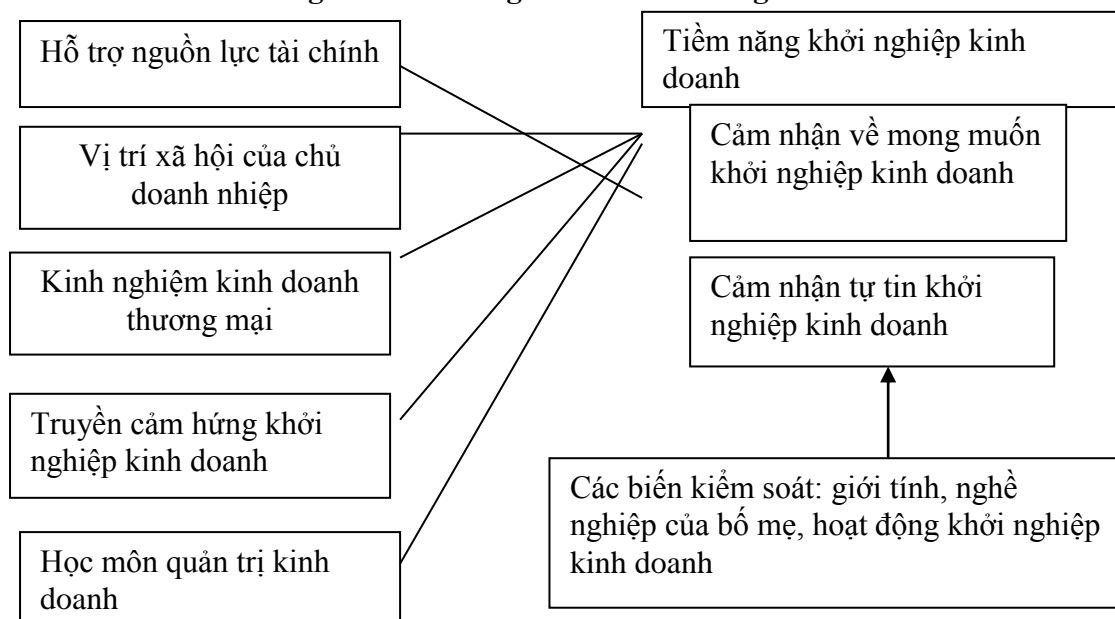 Hỗ trợ nguồn lực tài chính
Vị trí xã hội của chủ
doanh nhiệp
Kinh nghiệm kinh doanh
thương mại
Truyền cảm hứng khởi
nghiệp kinh doanh
Học môn quản trị kinh
doanh
Tiềm năng khởi nghiệp kinh
doanh
Cảm nhận về mong muốn
khởi nghiệp kinh doanh
Cảm nhận tự tin khởi
nghiệp kinh doanh
Các biến kiểm soát: giới tính, nghề
nghiệp của bố mẹ, hoạt động khởi nghiệp
kinh doanh